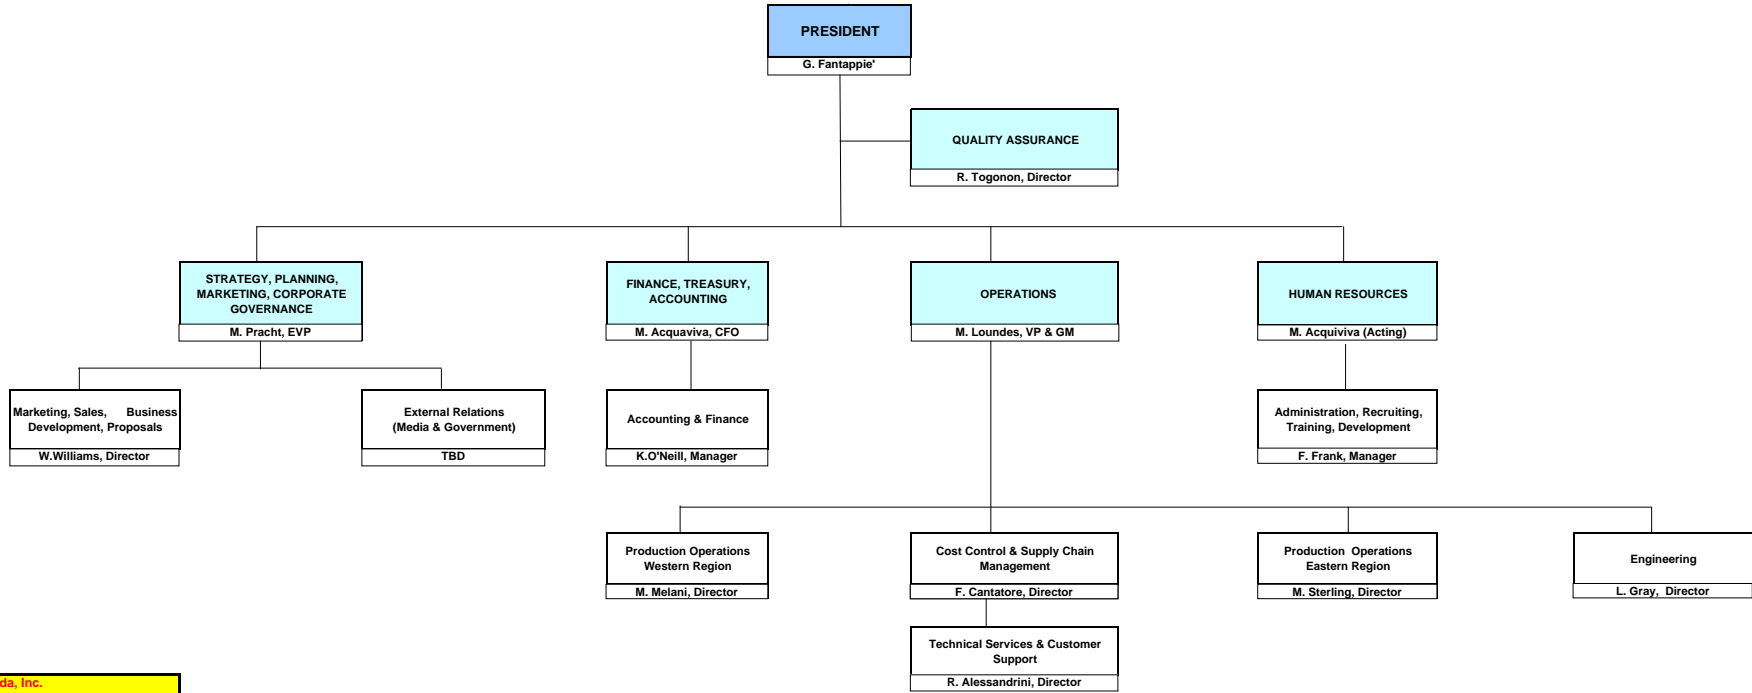 PRESIDENT
G. Fantappie'
QUALITY ASSURANCE
R. Togonon, Director
STRATEGY, PLANNING,
MARKETING, CORPORATE
GOVERNANCE
M. Pracht, EVP
FINANCE, TREASURY,
ACCOUNTING
M. Acquaviva, CFO
OPERATIONS
M. Loundes, VP & GM
HUMAN RESOURCES
M. Acquiviva (Acting)
Marketing, Sales, Business
Development, Proposals
W.Williams, Director
External Relations
(Media & Government)
TBD
Accounting & Finance
K.O'Neill, Manager
Administration, Recruiting,
Training, Development
F. Frank, Manager
Production Operations
Western Region
M. Melani, Director
Cost Control & Supply Chain
Management
F. Cantatore, Director
Production Operations
Eastern Region
M. Sterling, Director
Engineering
L. Gray, Director
Technical Services & Customer
Support
R. Alessandrini, Director
da, Inc.